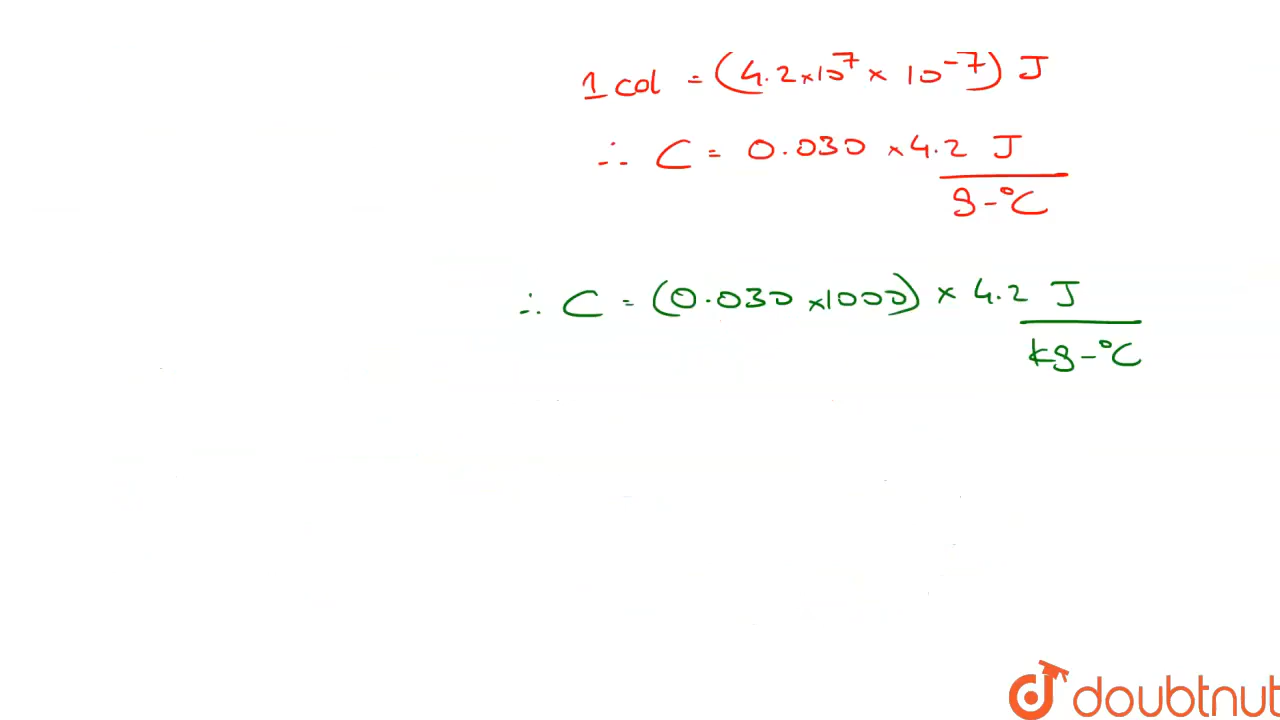 1 cal = (4.2×10⁷ × 10⁻⁷) J
∴ C = 0.030 × 4.2 J
g-°C
∴ C = (0.030 ×1000) × 4.2 J
kg-°C
doubtnut